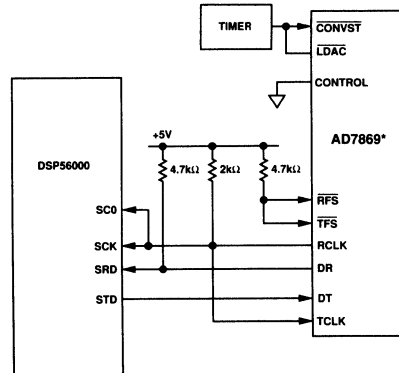 TIMER
CONVST
LDAC
CONTROL
AD7869*
+5V
DSP56000
4.7kΩ
2kΩ
4.7kΩ
SC0
RFS
TFS
SCK
RCLK
SRD
DR
STD
DT
TCLK